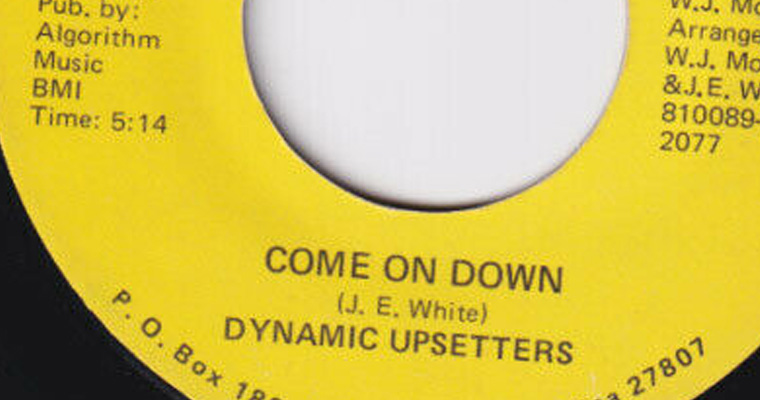 Pub. by:
Algorithm
Music
BMI
Time: 5:14
W.J.
Arrange
W.J.
&J.E.
810089-
2077
COME ON DOWN
(J. E. White)
DYNAMIC UPSETTERS
P. O. Box
27807